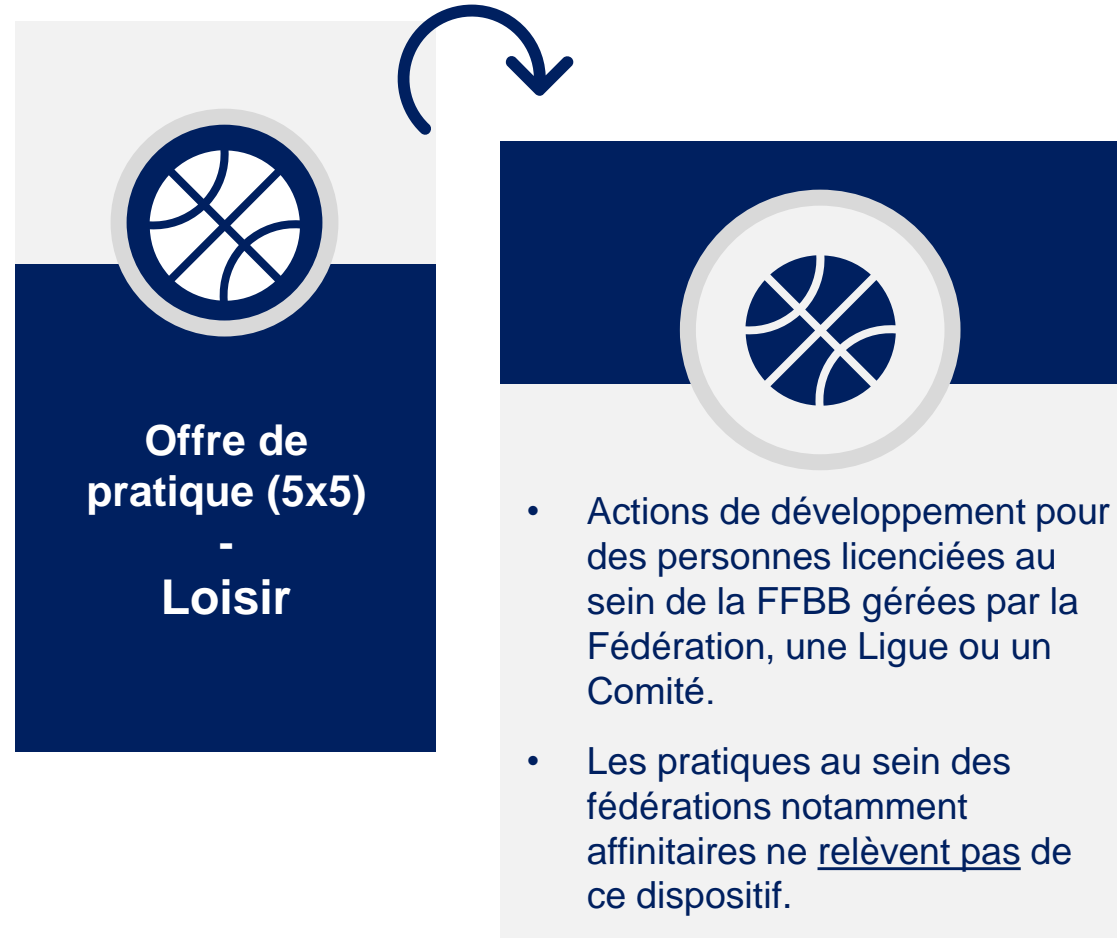 Offre de
pratique (5x5)
-
Loisir
• Actions de développement pour
des personnes licenciées au
sein de la FFBB gérées par la
Fédération, une Ligue ou un
Comité.
• Les pratiques au sein des
fédérations notamment
affinitaires ne relèvent pas de
ce dispositif.